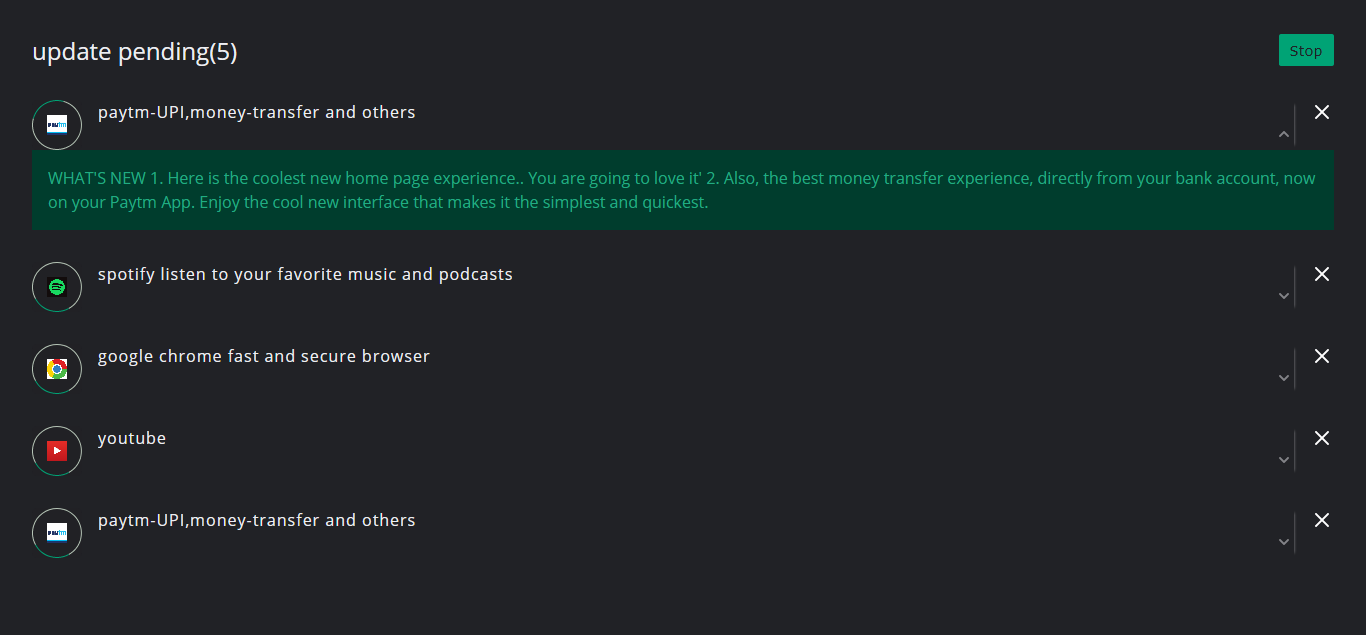 update pending(5)
Stop
paytm-UPI,money-transfer and others
WHAT'S NEW 1. Here is the coolest new home page experience.. You are going to love it' 2. Also, the best money transfer experience, directly from your bank account, now
on your Paytm App. Enjoy the cool new interface that makes it the simplest and quickest.
spotify listen to your favorite music and podcasts
google chrome fast and secure browser
youtube
paytm-UPI,money-transfer and others